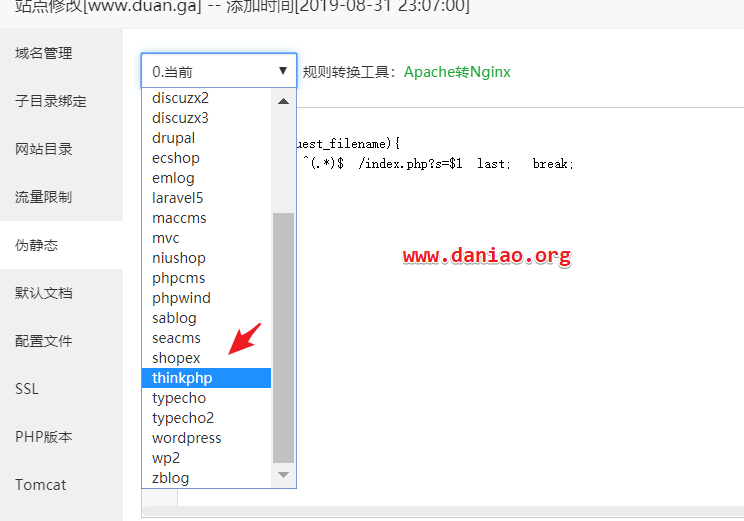 站点修改[www.duan.ga] -- 添加时间[2019-08-31 23:07:00]
域名管理
子目录绑定
网站目录
流量限制
伪静态
默认文档
配置文件
SSL
PHP版本
Tomcat
0.当前
规则转换工具：Apache转Nginx
discuzx2
discuzx3
drupal
ecshop
emlog
laravel5
maccms
mvc
niushop
phpcms
phpwind
sablog
seacms
shopex
thinkphp
typecho
typecho2
wordpress
wp2
zblog
uest_filename){
^(.*)$  /index.php?s=$1  last;   break;
www.daniao.org